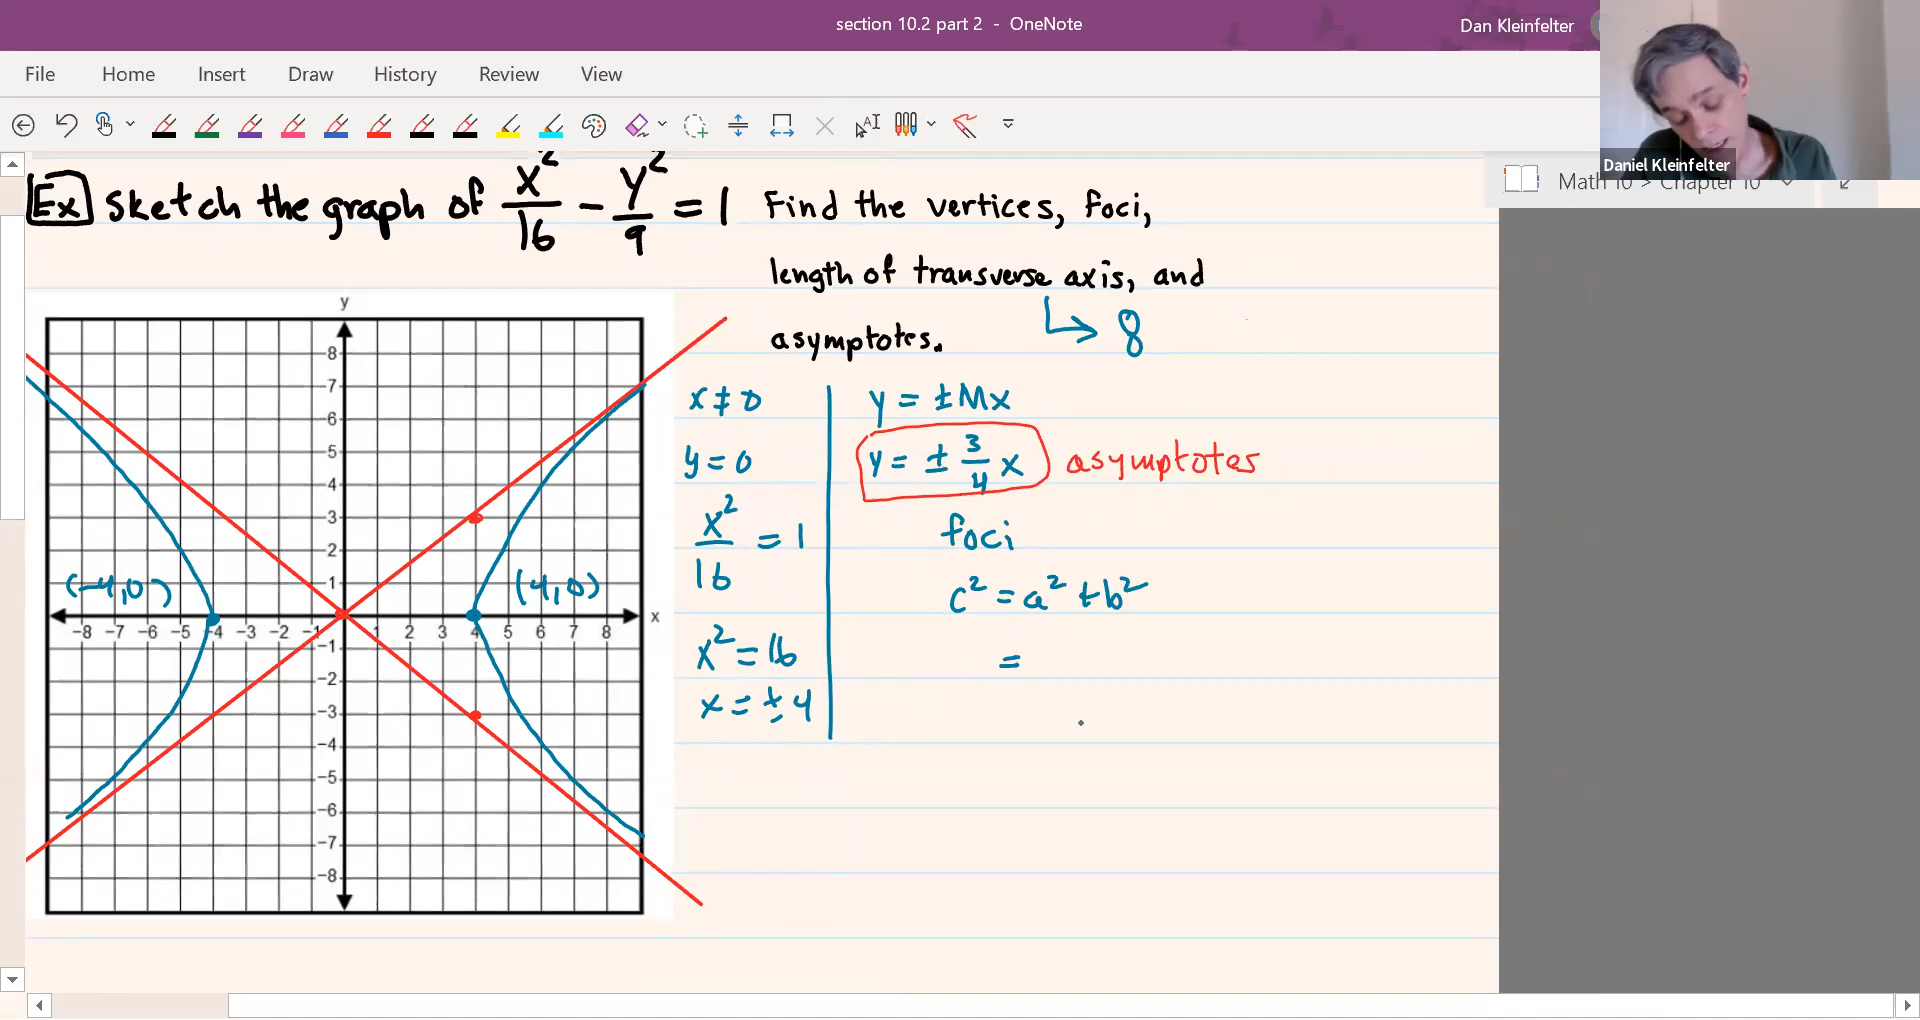 section 10.2 part 2 - OneNote
Dan Kleinfelter
File Home Insert Draw History Review View
Daniel Kleinfelter
Math 10 > Chapter 10
Ex Sketch the graph of x²/16 − y²/9 = 1 Find the vertices, foci,
length of transverse axis, and
↳ 8
asymptotes.
y
8
7
6
5
4
3
2
1
(−4,0) (4,0)
x
−8 −7 −6 −5 −4 −3 −2 −1 1 2 3 4 5 6 7 8
−1
−2
−3
−4
−5
−6
−7
−8
x ≠ 0
y = 0
x²/16 = 1
x² = 16
x = ± 4
y = ±Mx
y = ± 3/4 x asymptotes
foci
c² = a² + b²
=